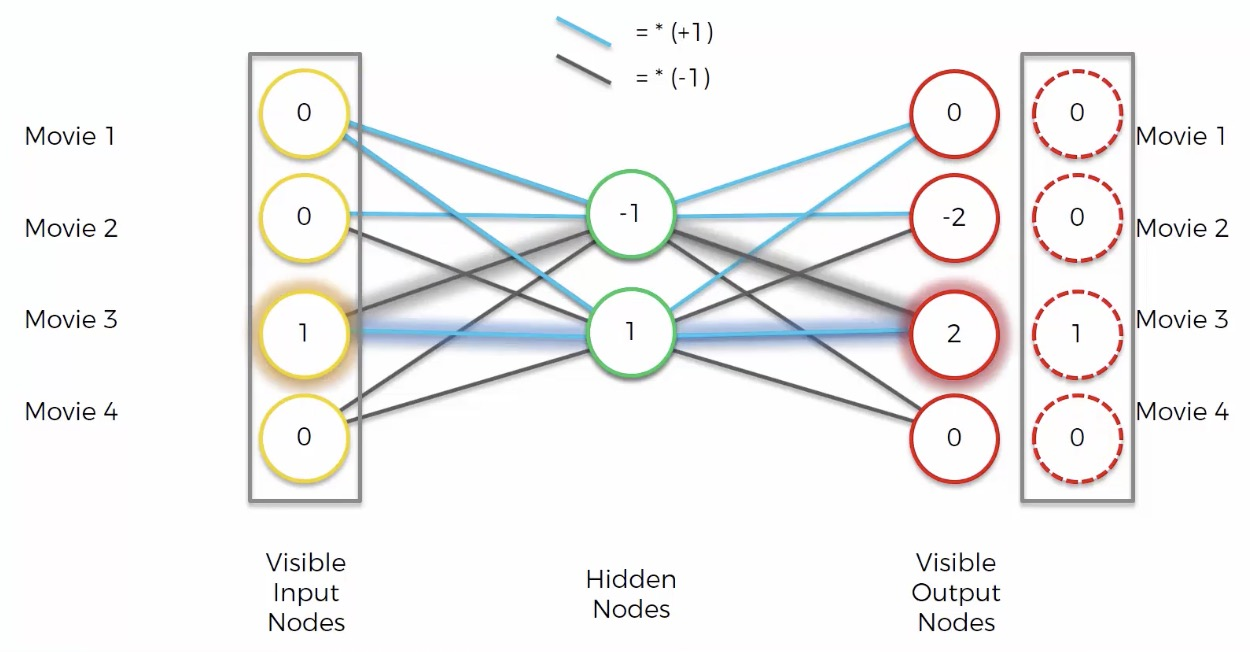 = * (+1)
= * (-1)
Movie 1
Movie 2
Movie 3
Movie 4
0
0
1
0
-1
1
0
-2
2
0
0
0
1
0
Movie 1
Movie 2
Movie 3
Movie 4
Visible
Input
Nodes
Hidden
Nodes
Visible
Output
Nodes